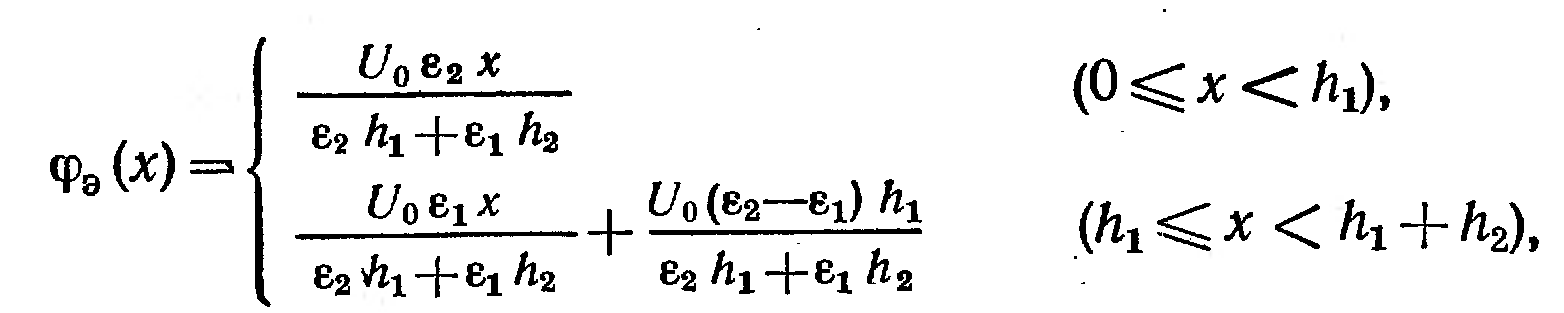 φэ (x) = { U₀ ε₂ x / (ε₂ h₁ + ε₁ h₂) (0 ⩽ x < h₁),
U₀ ε₁ x / (ε₂ h₁ + ε₁ h₂) + U₀ (ε₂ — ε₁) h₁ / (ε₂ h₁ + ε₁ h₂) (h₁ ⩽ x < h₁ + h₂),